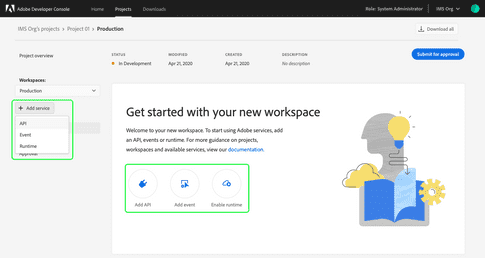 Adobe Developer Console
Home
Projects
Downloads
Role: System Administrator
IMS Org
IMS Org's projects > Project 01 > Production
Download all
Project overview
Workspaces:
Production
+ Add service
API
Event
Runtime
Approval
STATUS
In Development
MODIFIED
Apr 21, 2020
CREATED
Apr 21, 2020
DESCRIPTION
No description
Submit for approval
Get started with your new workspace
Welcome to your new workspace. To start using Adobe services, add
an API, events or runtime. For more guidance on projects,
workspaces and available services, view our documentation.
Add API
Add event
Enable runtime